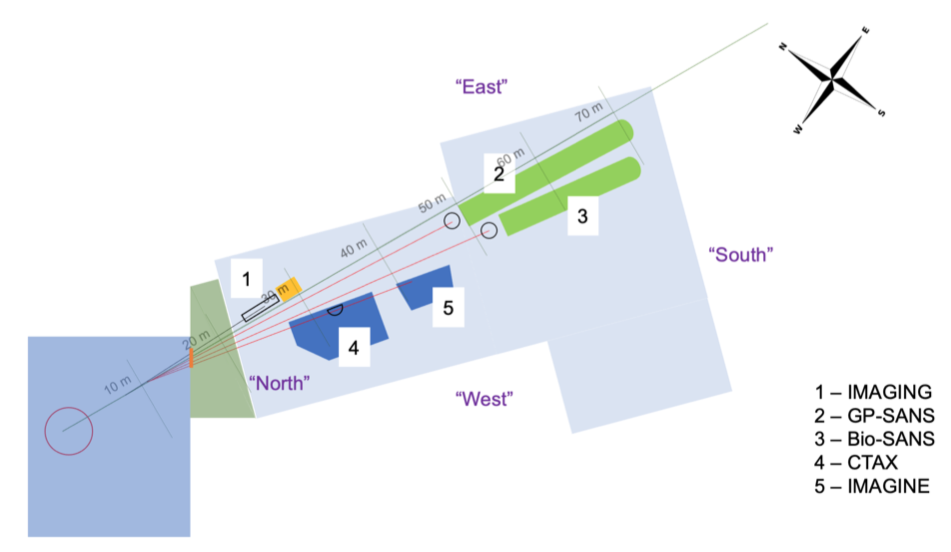 E
N
S
W
“East”
70 m
60 m
2
50 m
3
40 m
“South”
1
30 m
5
20 m
4
10 m
“North”
“West”
1 – IMAGING
2 – GP-SANS
3 – Bio-SANS
4 – CTAX
5 – IMAGINE